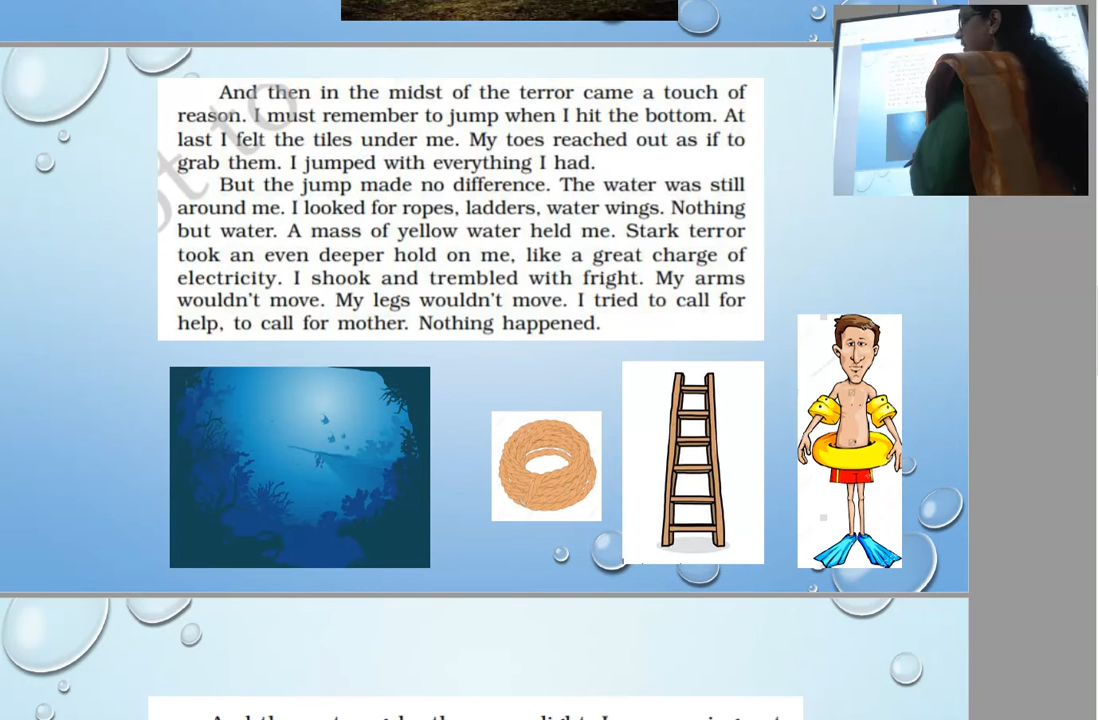 And then in the midst of the terror came a touch of
reason. I must remember to jump when I hit the bottom. At
last I felt the tiles under me. My toes reached out as if to
grab them. I jumped with everything I had.
But the jump made no difference. The water was still
around me. I looked for ropes, ladders, water wings. Nothing
but water. A mass of yellow water held me. Stark terror
took an even deeper hold on me, like a great charge of
electricity. I shook and trembled with fright. My arms
wouldn't move. My legs wouldn't move. I tried to call for
help, to call for mother. Nothing happened.